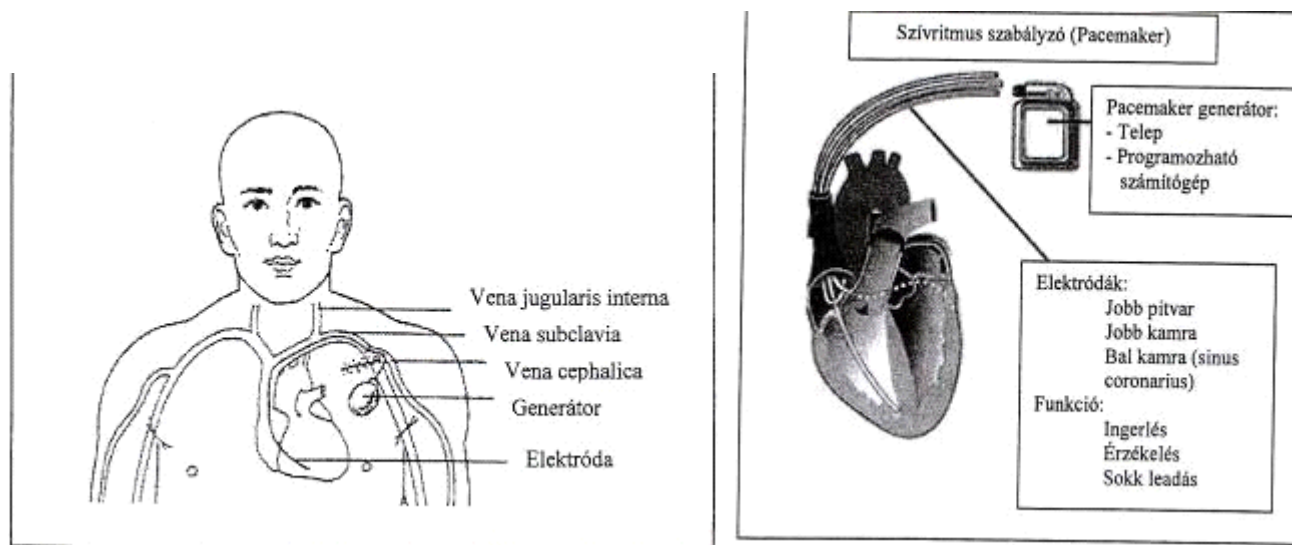 Vena jugularis interna
Vena subclavia
Vena cephalica
Generátor
Elektróda
Szívritmus szabályzó (Pacemaker)
Pacemaker generátor:
- Telep
- Programozható
számítógép
Elektródák:
Jobb pitvar
Jobb kamra
Bal kamra (sinus
coronarius)
Funkció:
Ingerlés
Érzékelés
Sokk leadás